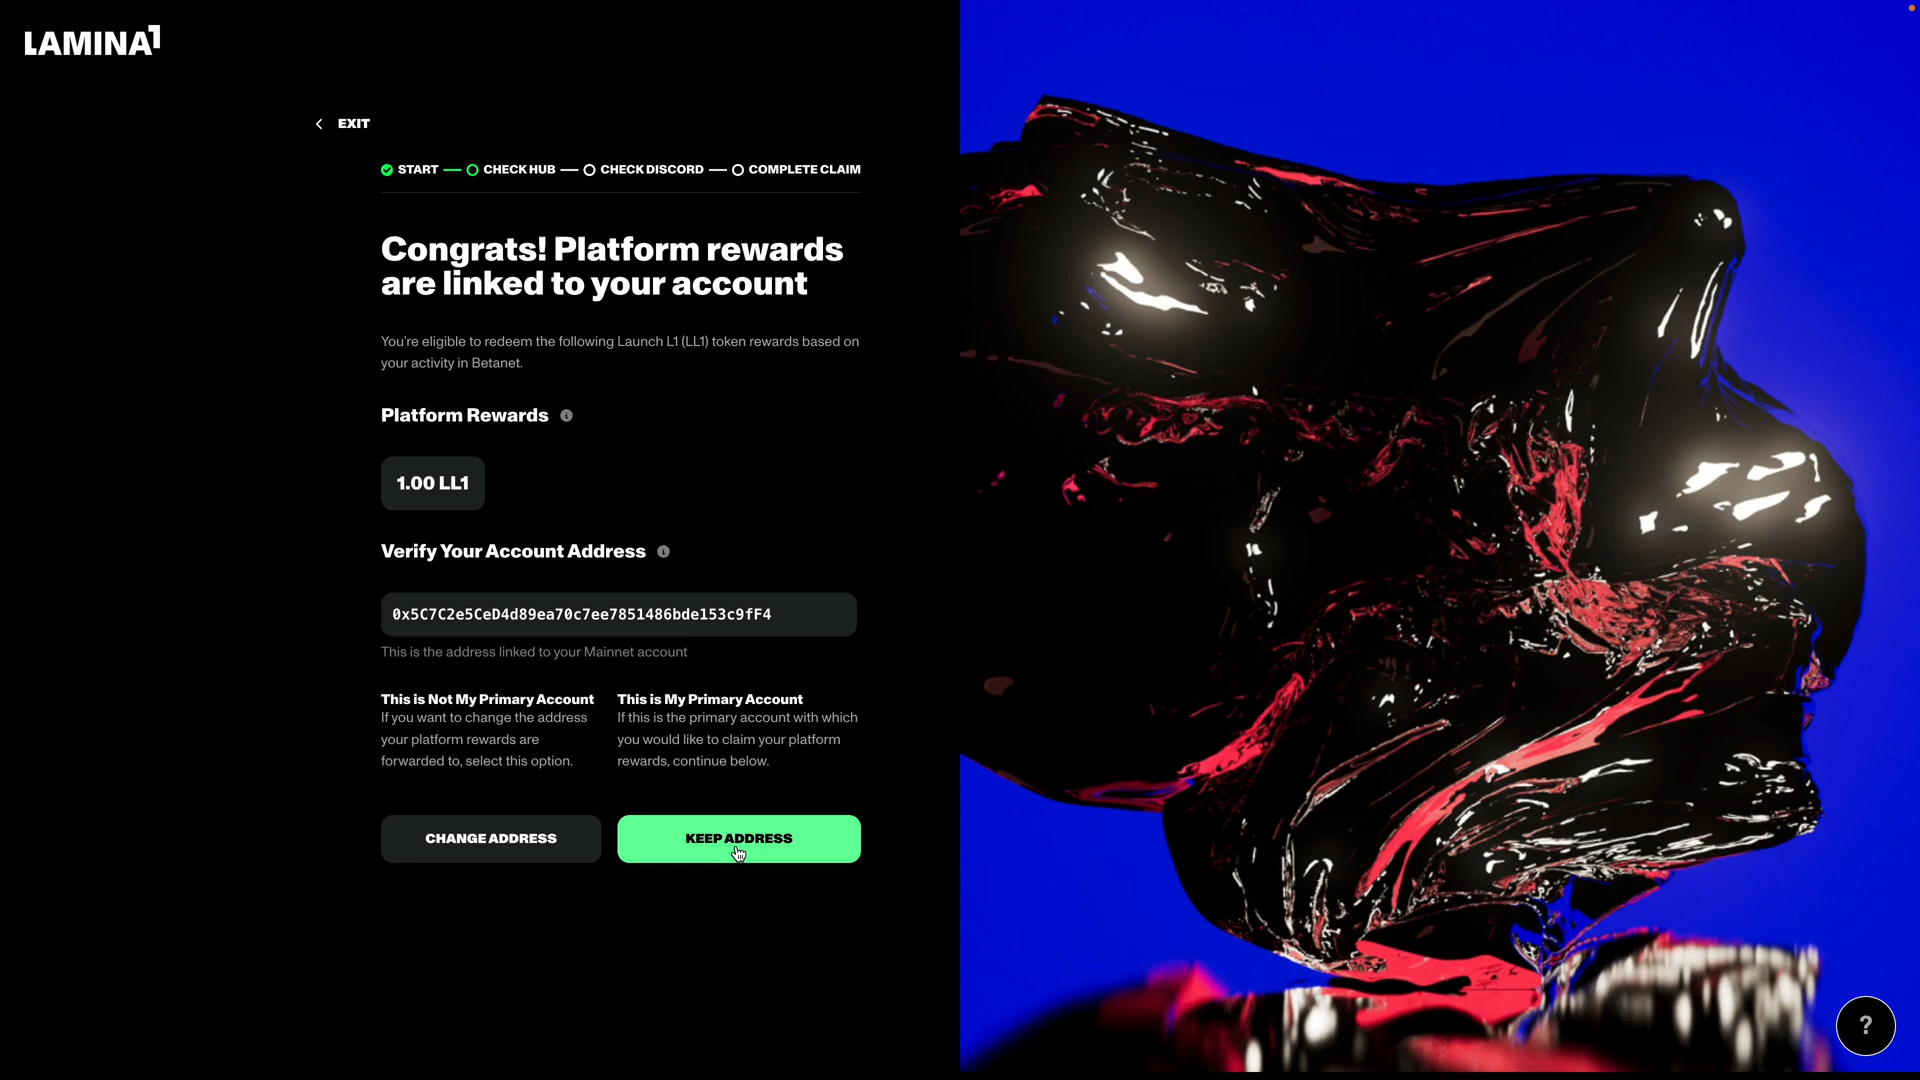 LAMINA1
EXIT
START CHECK HUB CHECK DISCORD COMPLETE CLAIM
Congrats! Platform rewards
are linked to your account
You're eligible to redeem the following Launch L1 (LL1) token rewards based on
your activity in Betanet.
Platform Rewards
1.00 LL1
Verify Your Account Address
0x5C7C2e5CeD4d89ea70c7ee7851486bde153c9fF4
This is the address linked to your Mainnet account
This is Not My Primary Account
If you want to change the address
your platform rewards are
forwarded to, select this option.
This is My Primary Account
If this is the primary account with which
you would like to claim your platform
rewards, continue below.
CHANGE ADDRESS
KEEP ADDRESS
?